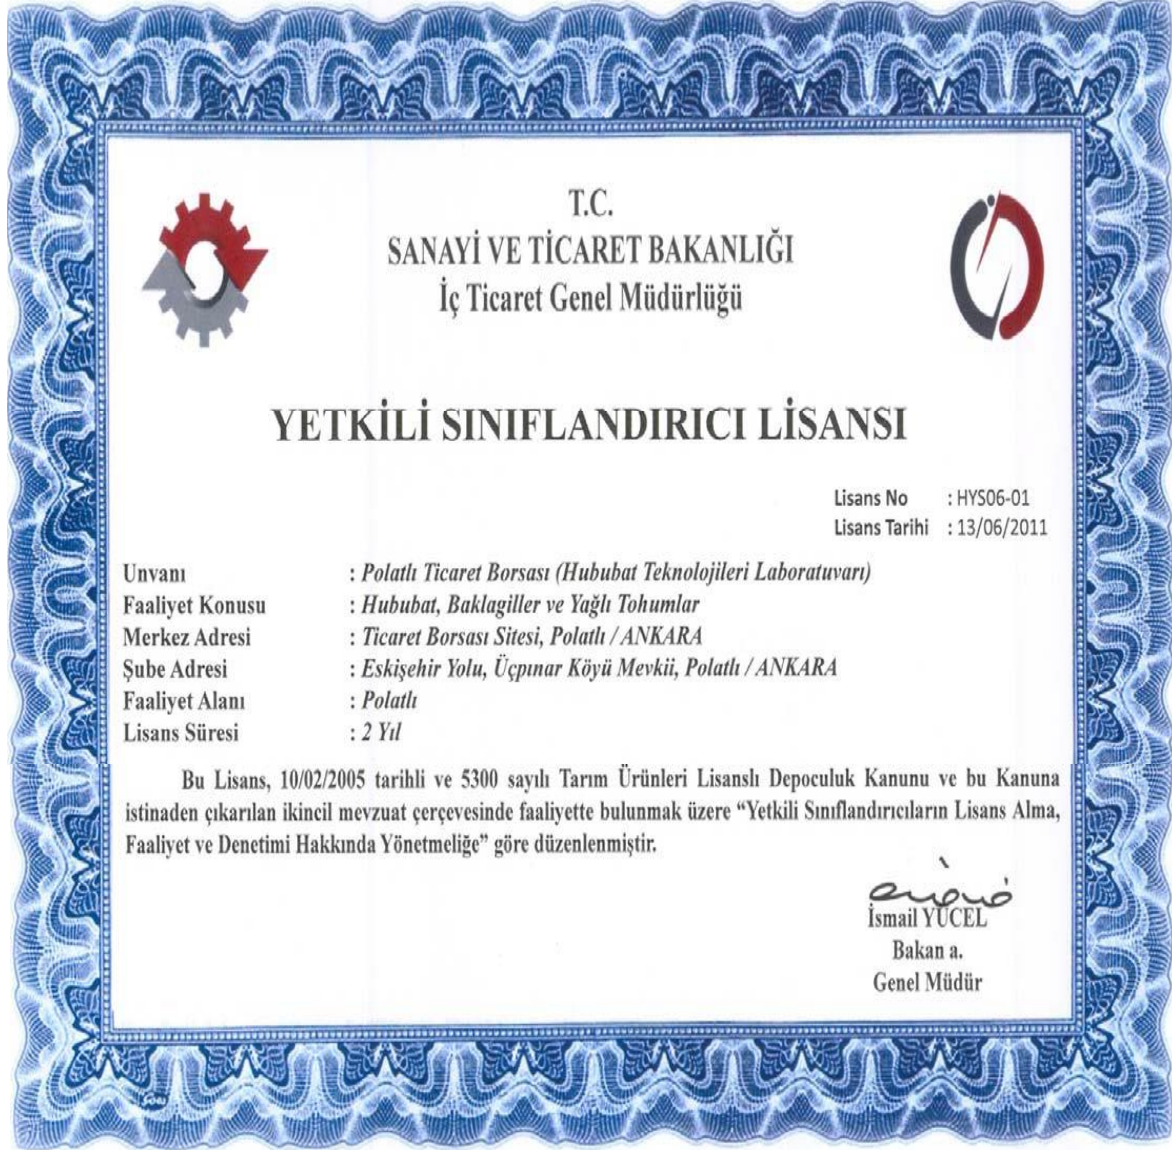 T.C.
SANAYİ VE TİCARET BAKANLIĞI
İç Ticaret Genel Müdürlüğü
YETKİLİ SINIFLANDIRICI LİSANSI
Lisans No : HYS06-01
Lisans Tarihi : 13/06/2011
Unvanı : Polatlı Ticaret Borsası (Hububat Teknolojileri Laboratuvarı)
Faaliyet Konusu : Hububat, Baklagiller ve Yağlı Tohumlar
Merkez Adresi : Ticaret Borsası Sitesi, Polatlı / ANKARA
Şube Adresi : Eskişehir Yolu, Üçpınar Köyü Mevkii, Polatlı / ANKARA
Faaliyet Alanı : Polatlı
Lisans Süresi : 2 Yıl
Bu Lisans, 10/02/2005 tarihli ve 5300 sayılı Tarım Ürünleri Lisanslı Depoculuk Kanunu ve bu Kanuna
istinaden çıkarılan ikincil mevzuat çerçevesinde faaliyette bulunmak üzere “Yetkili Sınıflandırıcıların Lisans Alma,
Faaliyet ve Denetimi Hakkında Yönetmeliğe” göre düzenlenmiştir.
İsmail YÜCEL
Bakan a.
Genel Müdür